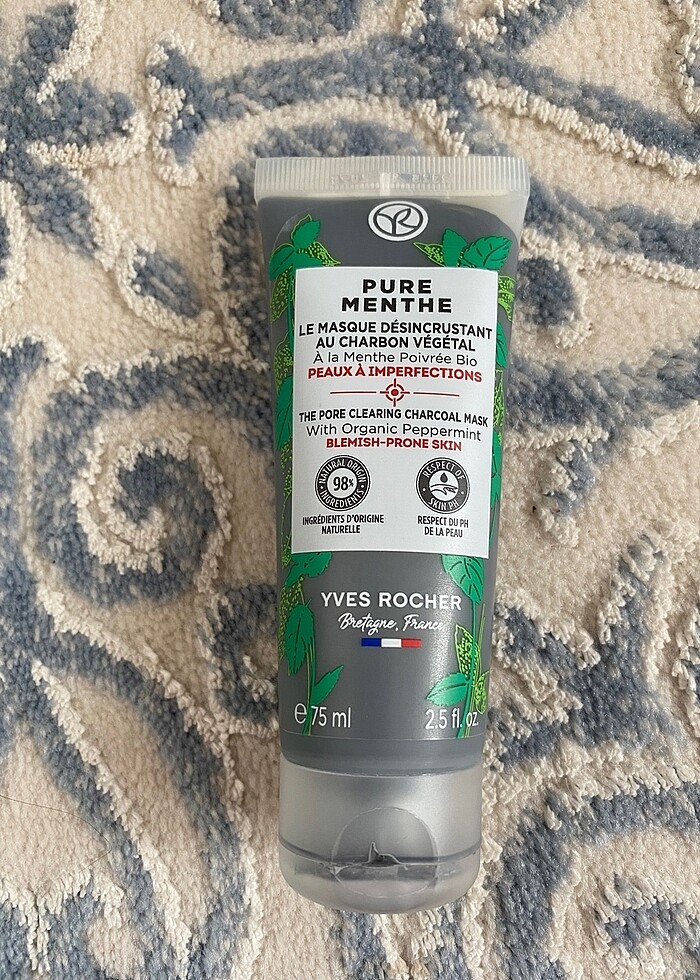 YR
PURE
MENTHE
LE MASQUE DÉSINCRUSTANT
AU CHARBON VÉGÉTAL
À la Menthe Poivrée Bio
PEAUX À IMPERFECTIONS
THE PORE CLEARING CHARCOAL MASK
With Organic Peppermint
BLEMISH-PRONE SKIN
NATURAL ORIGIN
98%
INGREDIENTS
RESPECT OF
SKIN PH
INGRÉDIENTS D'ORIGINE
NATURELLE
RESPECT DU PH
DE LA PEAU
YVES ROCHER
Bretagne, France
℮ 75 ml
2.5 fl. oz.